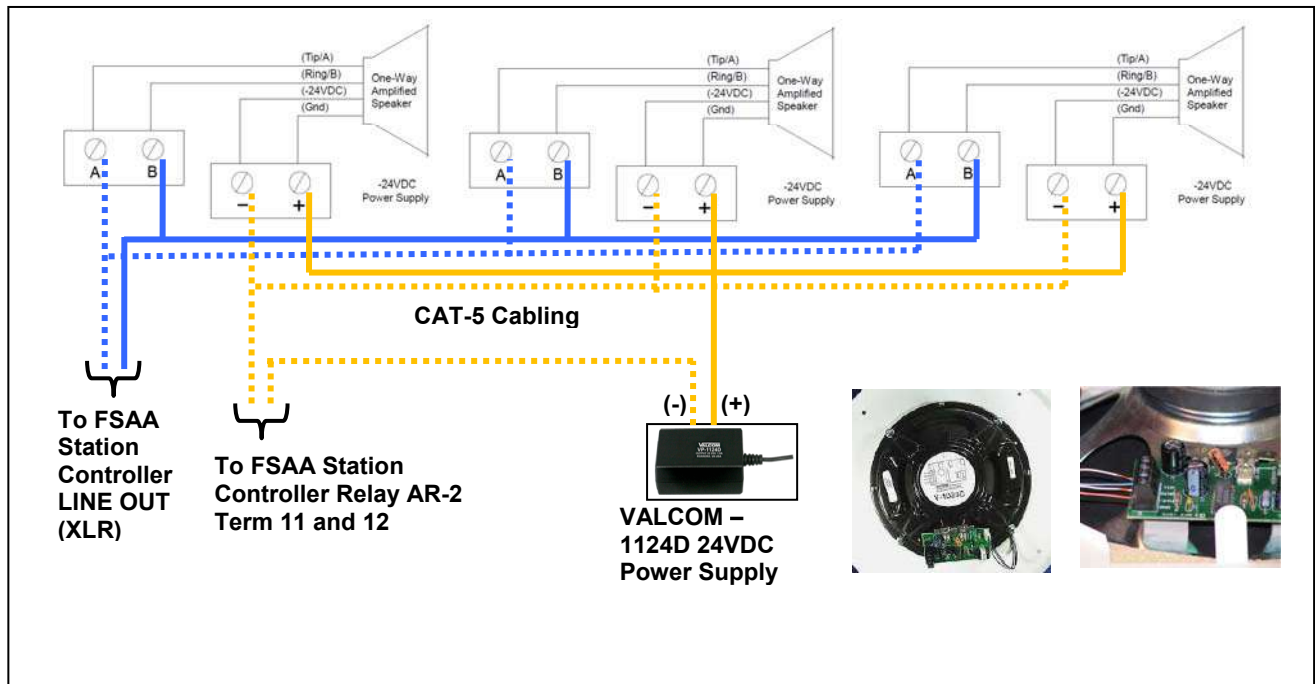 (Tip/A)
(Ring/B)
(-24VDC)
(Gnd)
One-Way
Amplified
Speaker
A
B
−
+
-24VDC
Power Supply
(Tip/A)
(Ring/B)
(-24VDC)
(Gnd)
One-Way
Amplified
Speaker
A
B
−
+
-24VDC
Power Supply
(Tip/A)
(Ring/B)
(-24VDC)
(Gnd)
One-Way
Amplified
Speaker
A
B
−
+
-24VDC
Power Supply
CAT-5 Cabling
To FSAA
Station
Controller
LINE OUT
(XLR)
To FSAA Station
Controller Relay AR-2
Term 11 and 12
(-)
(+)
VALCOM
VP-1124D
VALCOM –
1124D 24VDC
Power Supply